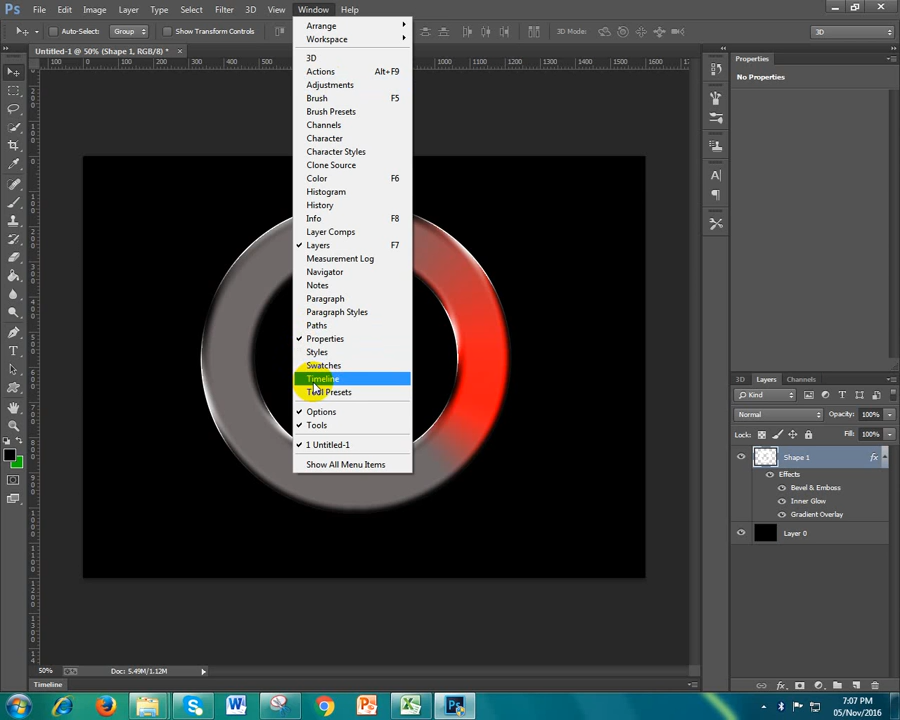 Ps File Edit Image Layer Type Select Filter 3D View Window Help
Auto-Select: Group Show Transform Controls 3D Mode: 3D
Untitled-1 @ 50% (Shape 1, RGB/8) * ×
Arrange
Workspace
3D
Actions Alt+F9
Adjustments
Brush F5
Brush Presets
Channels
Character
Character Styles
Clone Source
Color F6
Histogram
History
Info F8
Layer Comps
Layers F7
Measurement Log
Navigator
Notes
Paragraph
Paragraph Styles
Paths
Properties
Styles
Swatches
Timeline
Tool Presets
Options
Tools
1 Untitled-1
Show All Menu Items
Properties
No Properties
3D Layers Channels
Kind
Normal Opacity: 100%
Lock: Fill: 100%
Shape 1 fx
Effects
Bevel & Emboss
Inner Glow
Gradient Overlay
Layer 0
50% Doc: 5.49M/1.12M
Timeline
7:07 PM
05/Nov/2016